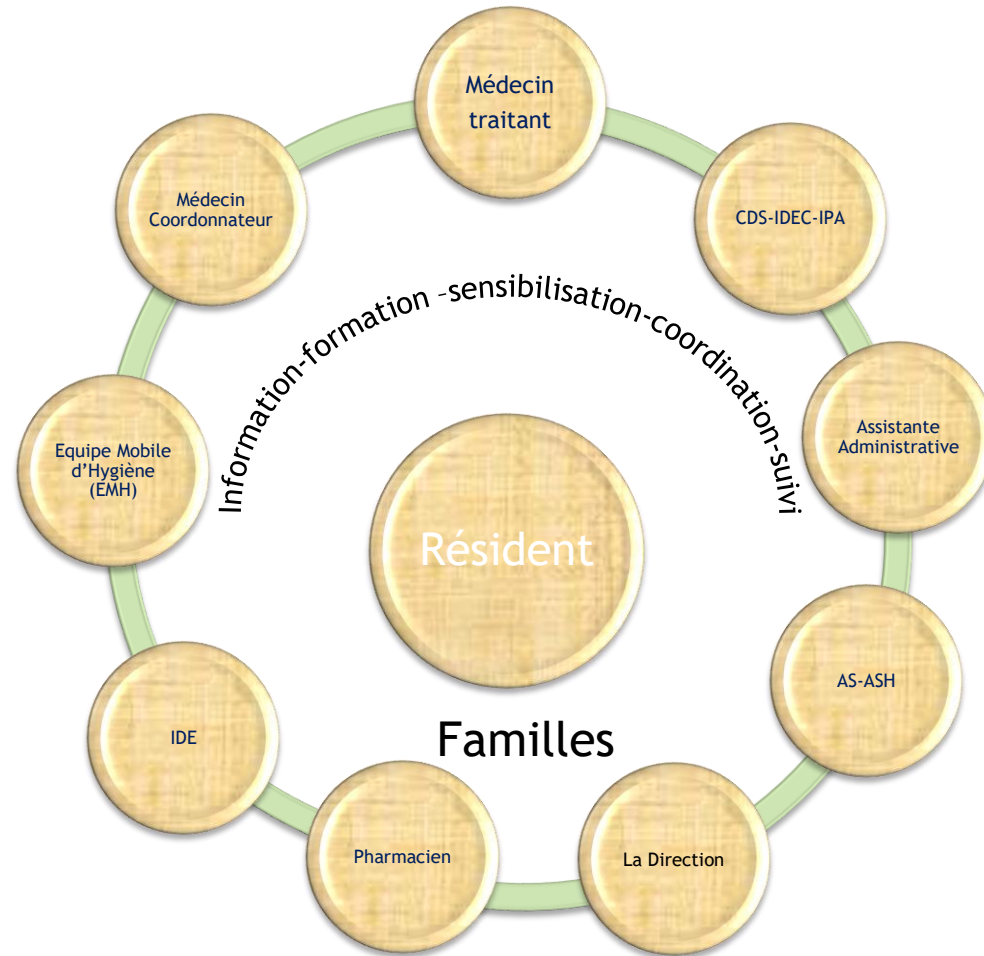 Médecin
traitant
Médecin
Coordonnateur
CDS-IDEC-IPA
Information-formation –sensibilisation-coordination-suivi
Assistante
Administrative
Equipe Mobile
d’Hygiène
(EMH)
Résident
AS-ASH
IDE
Familles
Pharmacien
La Direction